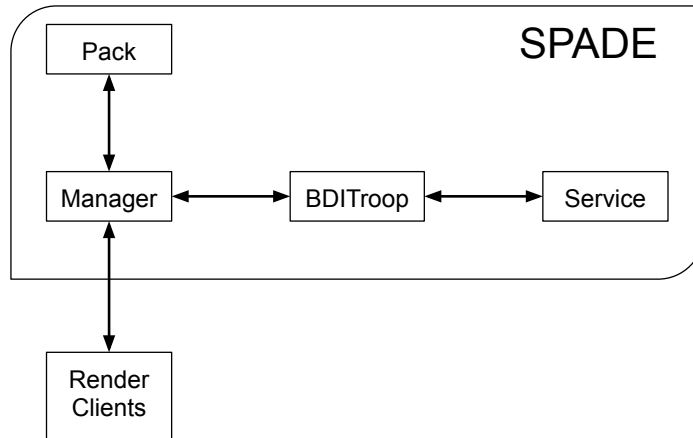 SPADE
Pack
Manager
BDITroop
Service
Render
Clients